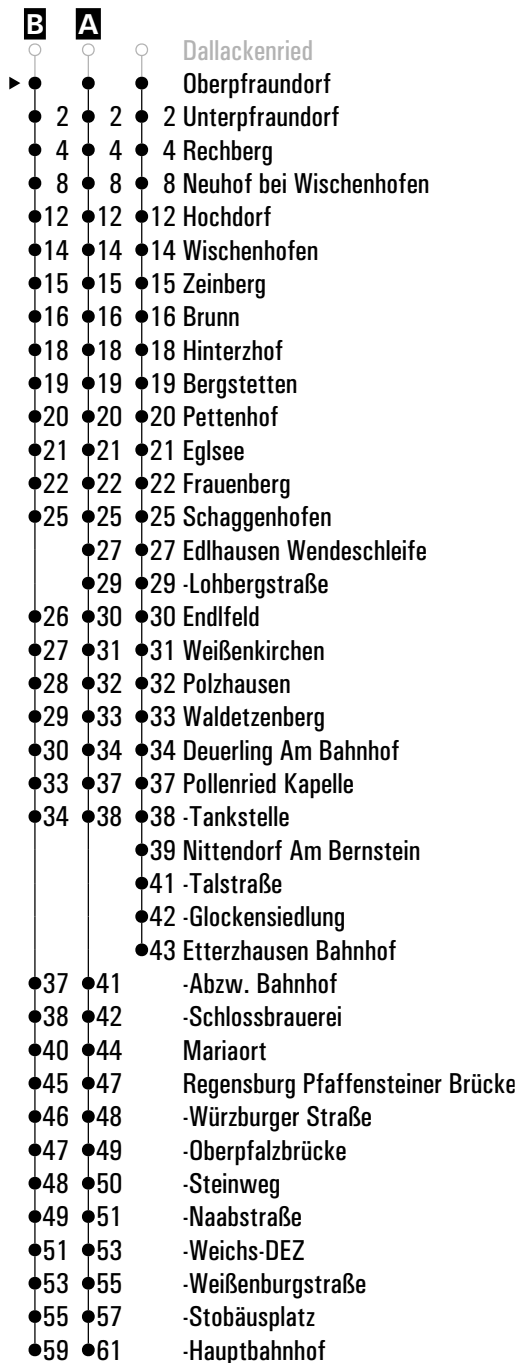 B A
Dallackenried
Oberpfraundorf
2 2 2 Unterpfraundorf
4 4 4 Rechberg
8 8 8 Neuhof bei Wischenhofen
12 12 12 Hochdorf
14 14 14 Wischenhofen
15 15 15 Zeinberg
16 16 16 Brunn
18 18 18 Hinterzhof
19 19 19 Bergstetten
20 20 20 Pettenhof
21 21 21 Eglsee
22 22 22 Frauenberg
25 25 25 Schaggenhofen
27 27 Edlhausen Wendeschleife
29 29 -Lohbergstraße
26 30 30 Endlfeld
27 31 31 Weißenkirchen
28 32 32 Polzhausen
29 33 33 Waldetzenberg
30 34 34 Deuerling Am Bahnhof
33 37 37 Pollenried Kapelle
34 38 38 -Tankstelle
39 Nittendorf Am Bernstein
41 -Talstraße
42 -Glockensiedlung
43 Etterzhausen Bahnhof
37 41 -Abzw. Bahnhof
38 42 -Schlossbrauerei
40 44 Mariaort
45 47 Regensburg Pfaffensteiner Brücke
46 48 -Würzburger Straße
47 49 -Oberpfalzbrücke
48 50 -Steinweg
49 51 -Naabstraße
51 53 -Weichs-DEZ
53 55 -Weißenburgstraße
55 57 -Stobäusplatz
59 61 -Hauptbahnhof